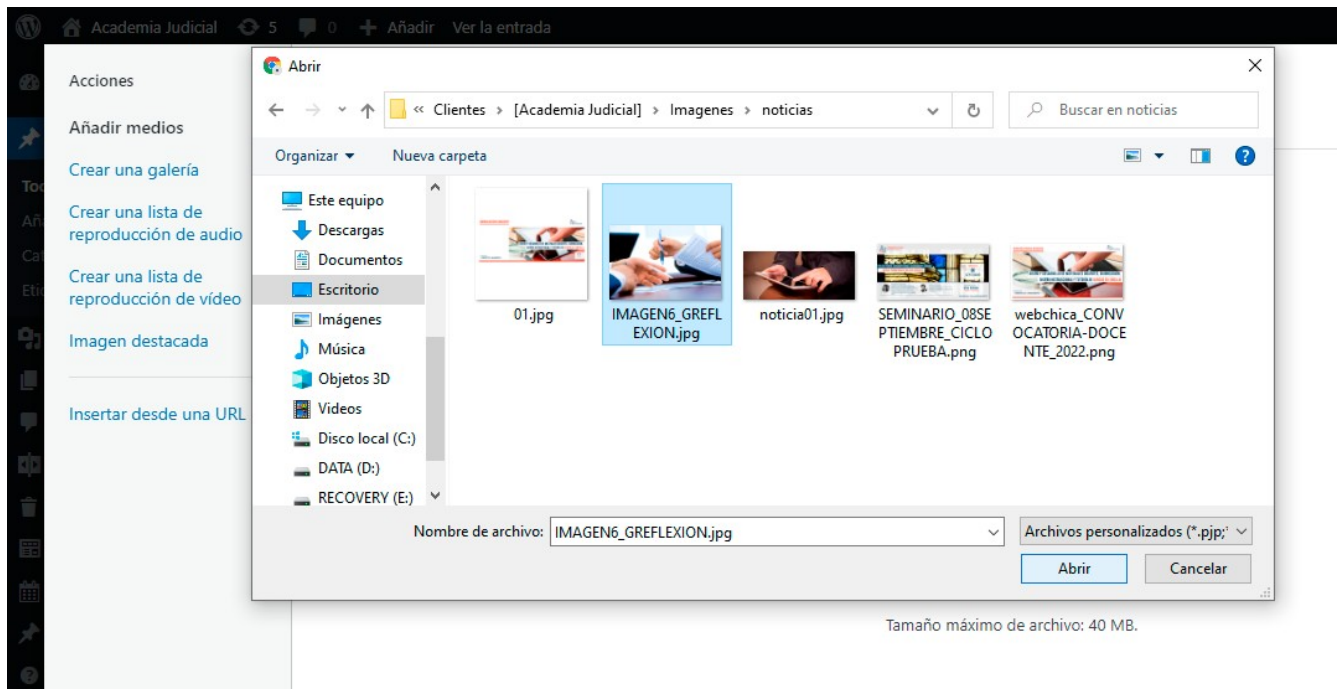 Academia Judicial 5 0 Añadir Ver la entrada
Acciones
Añadir medios
Crear una galería
Crear una lista de
reproducción de audio
Crear una lista de
reproducción de vídeo
Imagen destacada
Insertar desde una URL
Abrir
« Clientes > [Academia Judicial] > Imagenes > noticias
Buscar en noticias
Organizar
Nueva carpeta
Este equipo
Descargas
Documentos
Escritorio
Imágenes
Música
Objetos 3D
Videos
Disco local (C:)
DATA (D:)
RECOVERY (E:)
01.jpg
IMAGEN6_GREFL
EXION.jpg
noticia01.jpg
SEMINARIO_08SE
PTIEMBRE_CICLO
PRUEBA.png
webchica_CONV
OCATORIA-DOCE
NTE_2022.png
Nombre de archivo: IMAGEN6_GREFLEXION.jpg
Archivos personalizados (*.pjp;*
Abrir
Cancelar
Tamaño máximo de archivo: 40 MB.